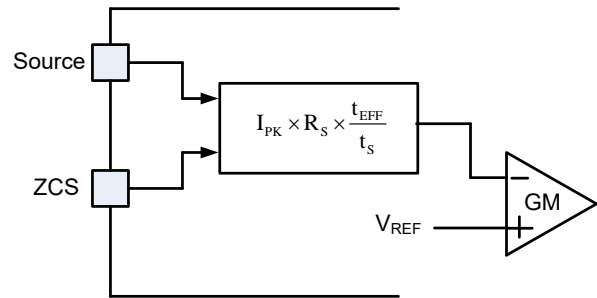 Source
I_PK × R_S × t_EFF / t_S
ZCS
GM
V_REF
−
+